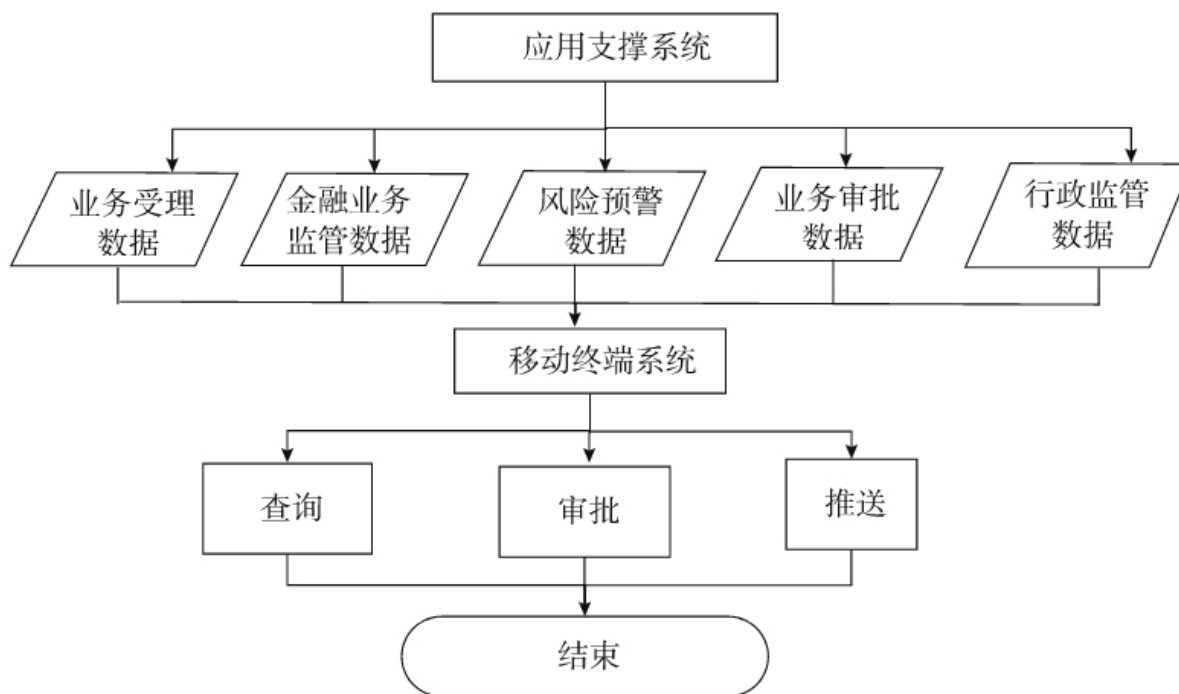 应用支撑系统
业务受理
数据
金融业务
监管数据
风险预警
数据
业务审批
数据
行政监管
数据
移动终端系统
查询
审批
推送
结束